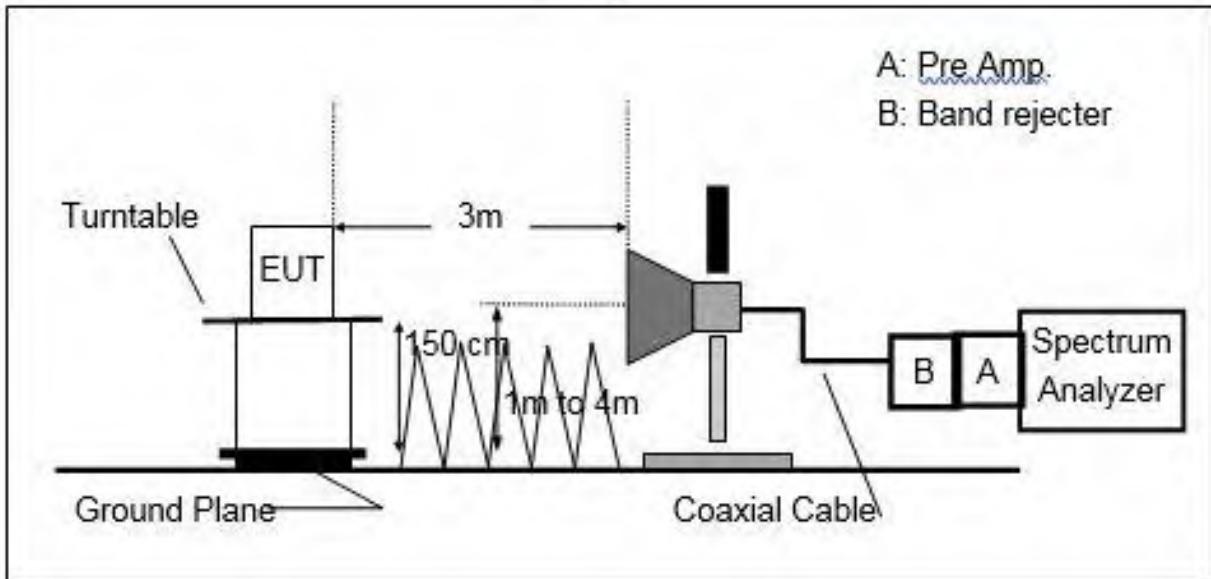 A: Pre Amp.
B: Band rejecter
Turntable
3m
EUT
150 cm
1m to 4m
B
A
Spectrum
Analyzer
Ground Plane
Coaxial Cable